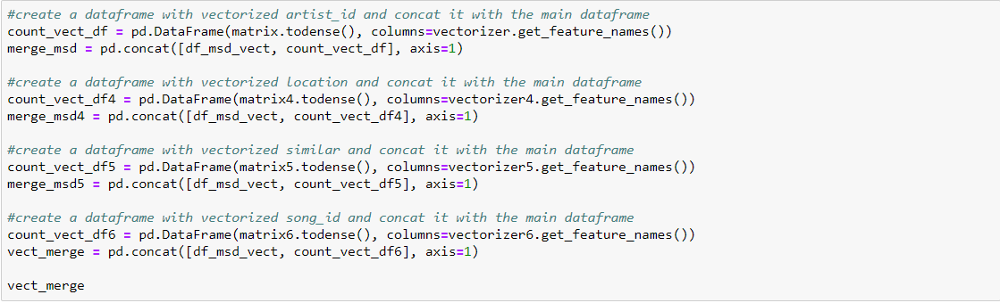 #create a dataframe with vectorized artist_id and concat it with the main dataframe
count_vect_df = pd.DataFrame(matrix.todense(), columns=vectorizer.get_feature_names())
merge_msd = pd.concat([df_msd_vect, count_vect_df], axis=1)

#create a dataframe with vectorized location and concat it with the main dataframe
count_vect_df4 = pd.DataFrame(matrix4.todense(), columns=vectorizer4.get_feature_names())
merge_msd4 = pd.concat([df_msd_vect, count_vect_df4], axis=1)

#create a dataframe with vectorized similar and concat it with the main dataframe
count_vect_df5 = pd.DataFrame(matrix5.todense(), columns=vectorizer5.get_feature_names())
merge_msd5 = pd.concat([df_msd_vect, count_vect_df5], axis=1)

#create a dataframe with vectorized song_id and concat it with the main dataframe
count_vect_df6 = pd.DataFrame(matrix6.todense(), columns=vectorizer6.get_feature_names())
vect_merge = pd.concat([df_msd_vect, count_vect_df6], axis=1)

vect_merge